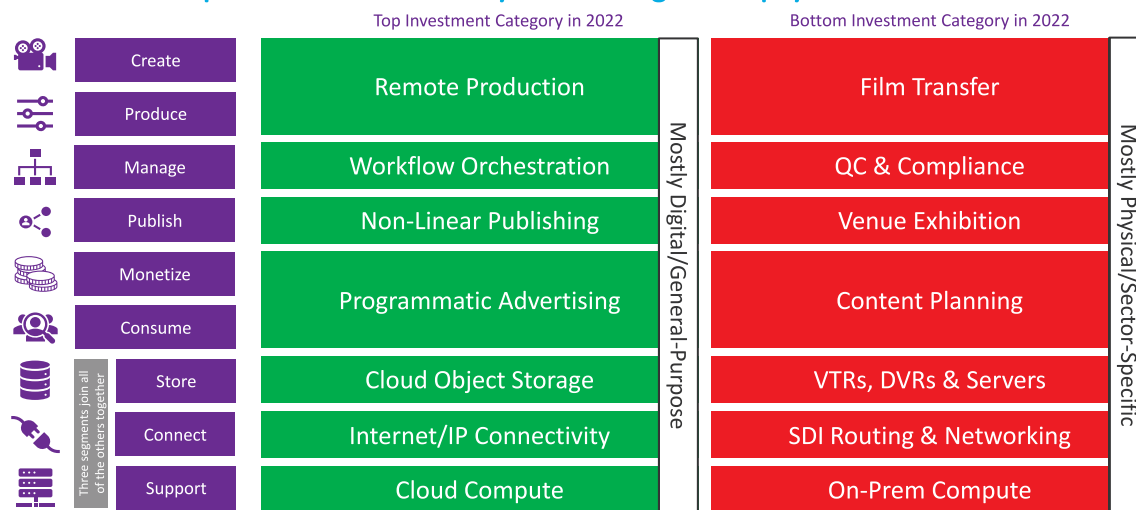 Top Investment Category in 2022
Bottom Investment Category in 2022
Create
Produce
Remote Production
Film Transfer
Manage
Workflow Orchestration
QC & Compliance
Publish
Non-Linear Publishing
Venue Exhibition
Monetize
Consume
Programmatic Advertising
Content Planning
Store
Cloud Object Storage
VTRs, DVRs & Servers
Connect
Internet/IP Connectivity
SDI Routing & Networking
Support
Cloud Compute
On-Prem Compute
Three segments join all
of the others together
Mostly Digital/General-Purpose
Mostly Physical/Sector-Specific